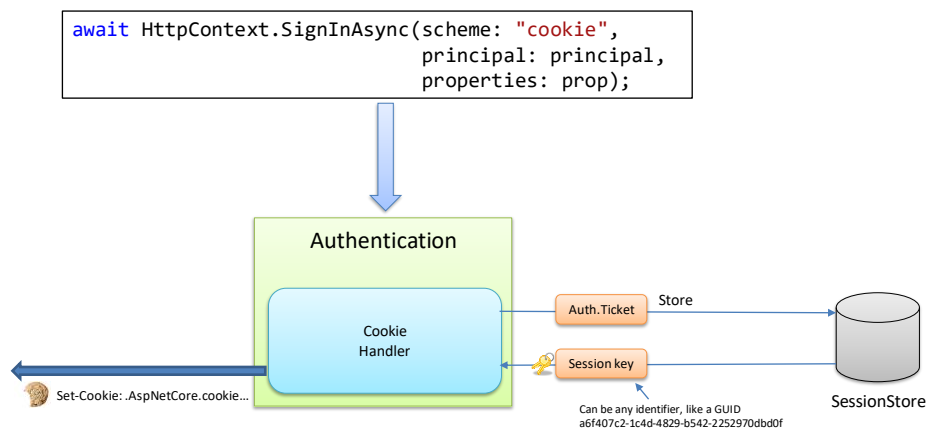 await HttpContext.SignInAsync(scheme: "cookie",
principal: principal,
properties: prop);
Authentication
Cookie
Handler
Auth.Ticket
Store
Session key
Set-Cookie: .AspNetCore.cookie...
Can be any identifier, like a GUID
a6f407c2-1c4d-4829-b542-2252970dbd0f
SessionStore